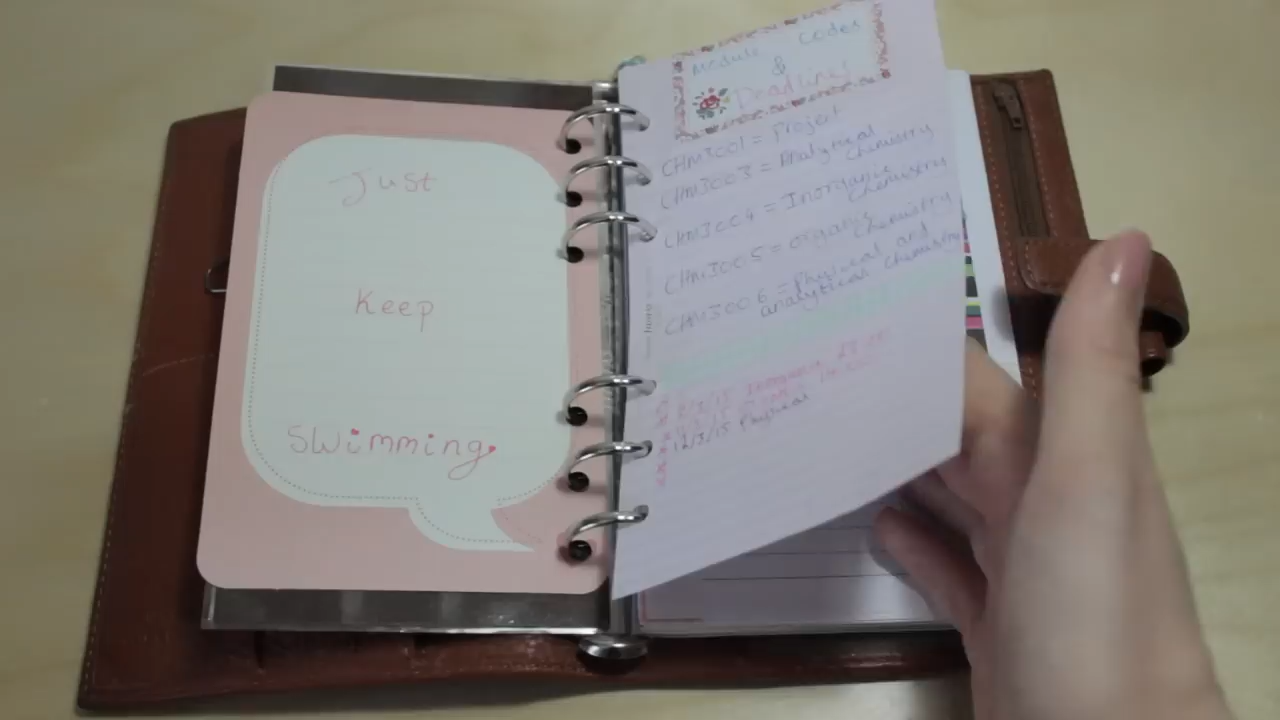 Just
Keep
Swimming
Module Codes
&
Deadlines
CHM3001 = Project
CHM3003 = Analytical
Chemistry
CHM3004 = Inorganic
Chemistry
CHM3005 = Organic
Chemistry
CHM3006 = Physical and
analytical Chemistry
Inorganic
12/3/15 Physical